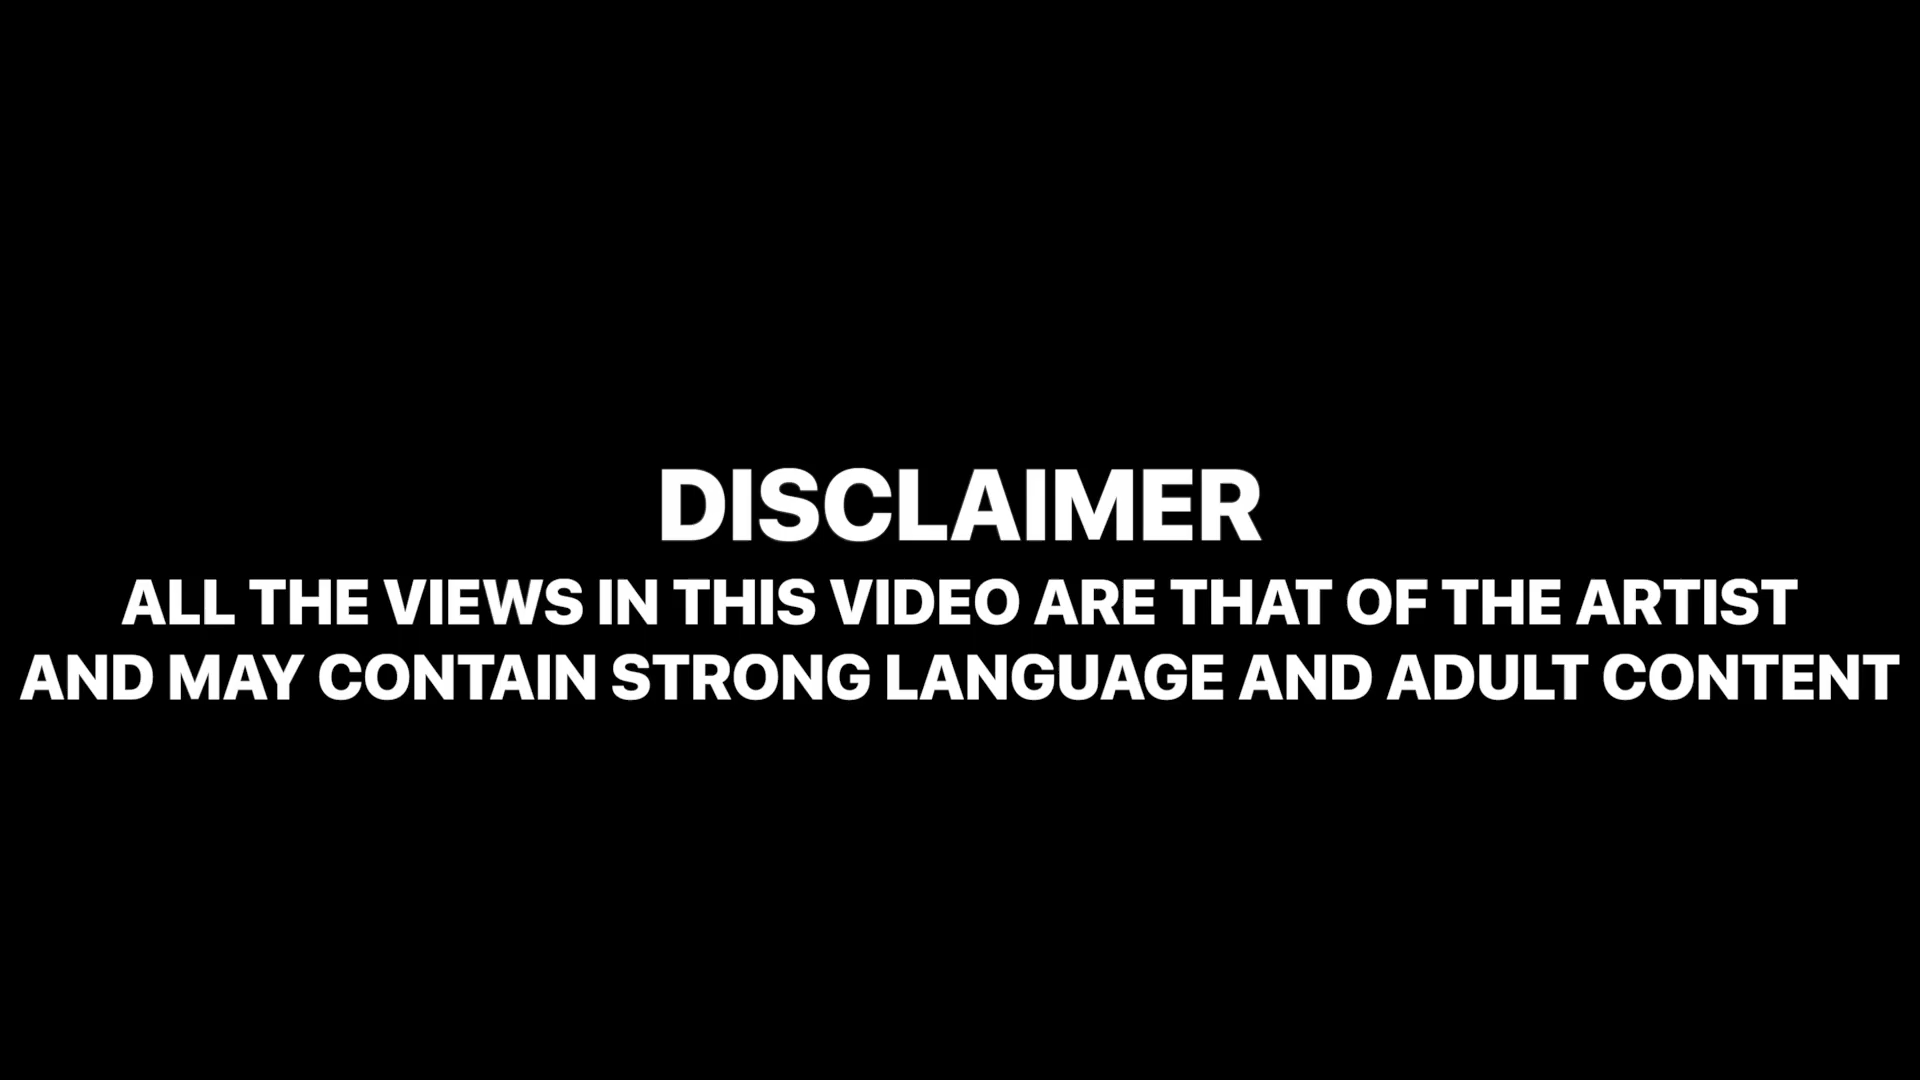 DISCLAIMER
ALL THE VIEWS IN THIS VIDEO ARE THAT OF THE ARTIST
AND MAY CONTAIN STRONG LANGUAGE AND ADULT CONTENT